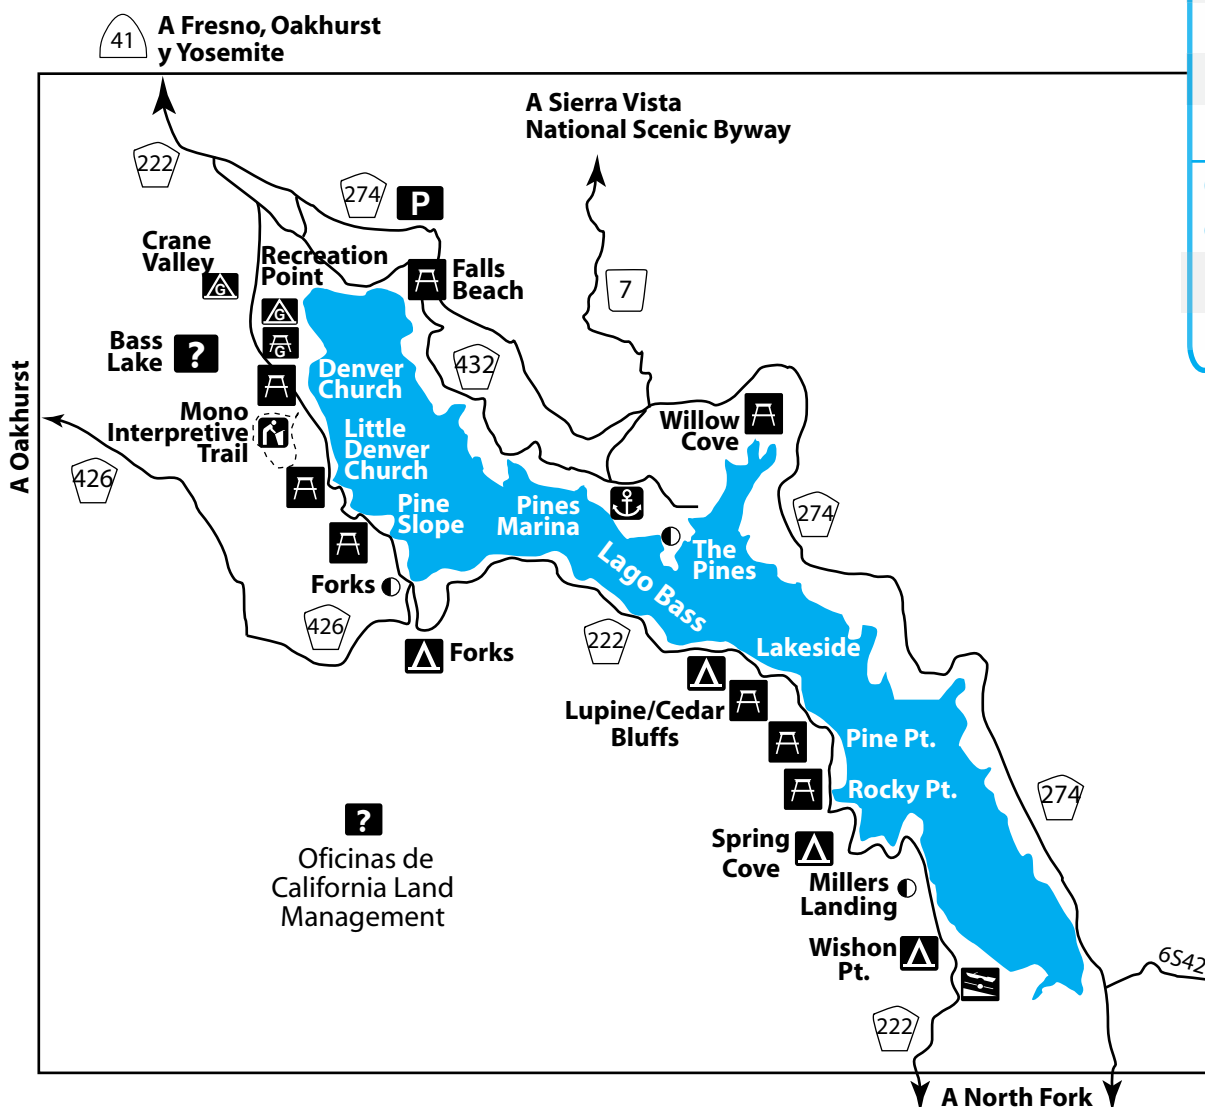 41
A Fresno, Oakhurst
y Yosemite
A Sierra Vista
National Scenic Byway
222
274
P
Crane
Valley
G
Recreation
Point
G
G
Falls
Beach
7
Bass
Lake
?
432
Denver
Church
A Oakhurst
Mono
Interpretive
Trail
Little
Denver
Church
Willow
Cove
426
Pine
Slope
Pines
Marina
274
The
Pines
Lago Bass
Forks
426
Forks
222
Lakeside
Lupine/Cedar
Bluffs
Pine Pt.
Rocky Pt.
274
?
Oficinas de
California Land
Management
Spring
Cove
Millers
Landing
Wishon
Pt.
6S42
222
A North Fork